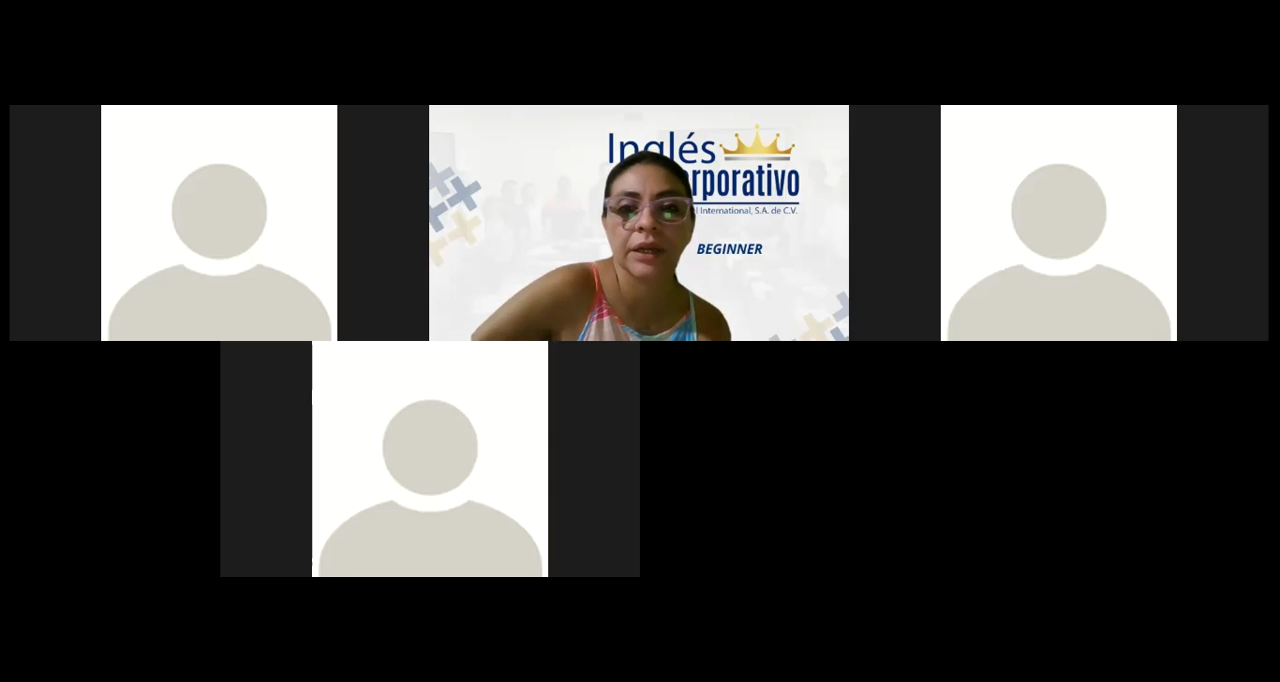 Inglés
rporativo
l International, S.A. de C.V.
BEGINNER